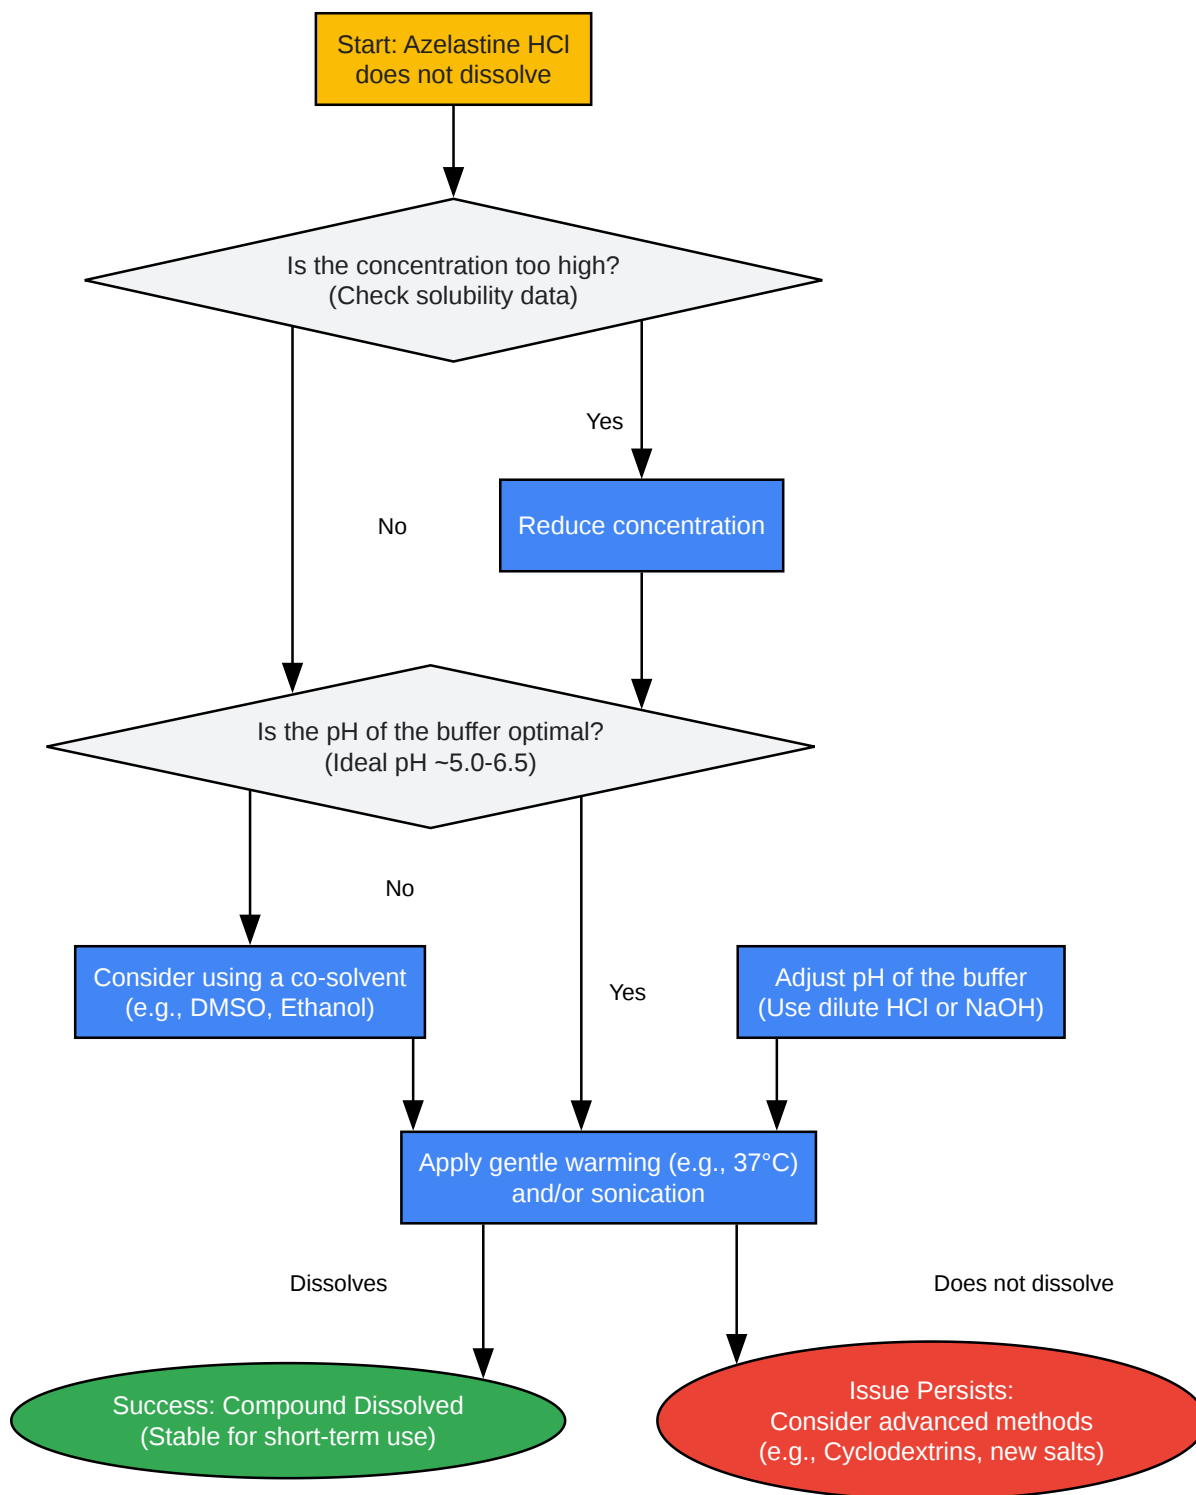 Start: Azelastine HCl
does not dissolve
Is the concentration too high?
(Check solubility data)
Yes
No
Reduce concentration
Is the pH of the buffer optimal?
(Ideal pH ~5.0-6.5)
No
Consider using a co-solvent
(e.g., DMSO, Ethanol)
Yes
Adjust pH of the buffer
(Use dilute HCl or NaOH)
Apply gentle warming (e.g., 37°C)
and/or sonication
Dissolves
Does not dissolve
Success: Compound Dissolved
(Stable for short-term use)
Issue Persists:
Consider advanced methods
(e.g., Cyclodextrins, new salts)